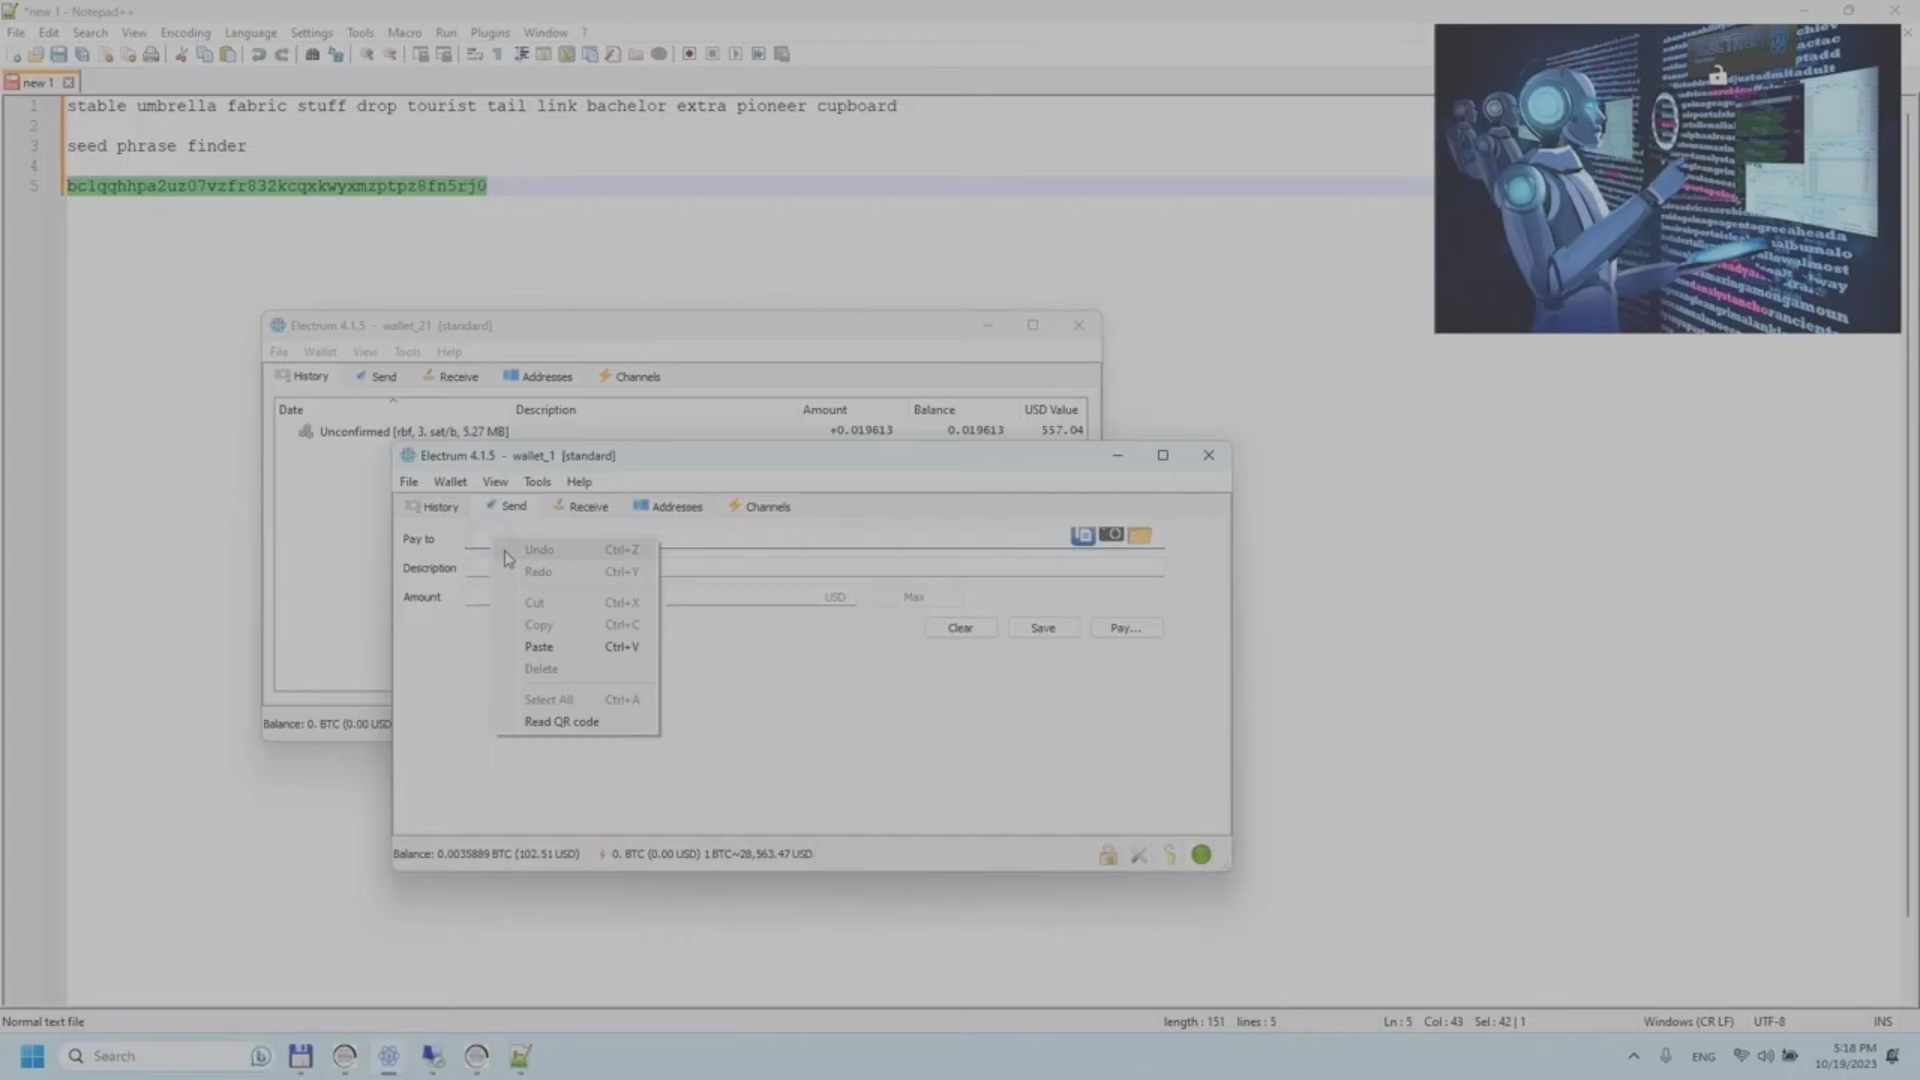 *new 1 - Notepad++
File Edit Search View Encoding Language Settings Tools Macro Run Plugins Window ?
new 1
1 stable umbrella fabric stuff drop tourist tail link bachelor extra pioneer cupboard
2
3 seed phrase finder
4
5 bc1qghhpa2uz07vzfr832kcqxkwyxmzptpz8fn5rj0
Electrum 4.1.5 - wallet_21 [standard]
File Wallet View Tools Help
History Send Receive Addresses Channels
Date Description Amount Balance USD Value
Unconfirmed [rbf, 3. sat/b, 5.27 MB] +0.019613 0.019613 557.04
Balance: 0. BTC (0.00 USD
Electrum 4.1.5 - wallet_1 [standard]
File Wallet View Tools Help
History Send Receive Addresses Channels
Pay to
Description
Amount USD Max
Clear Save Pay...
Undo Ctrl+Z
Redo Ctrl+Y
Cut Ctrl+X
Copy Ctrl+C
Paste Ctrl+V
Delete
Select All Ctrl+A
Read QR code
Balance: 0.0035889 BTC (102.51 USD) 0. BTC (0.00 USD) 1 BTC~28,563.47 USD
Normal text file length : 151 lines : 5 Ln : 5 Col : 43 Sel : 42 | 1 Windows (CR LF) UTF-8 INS
Search ENG 5:18 PM
10/19/2023